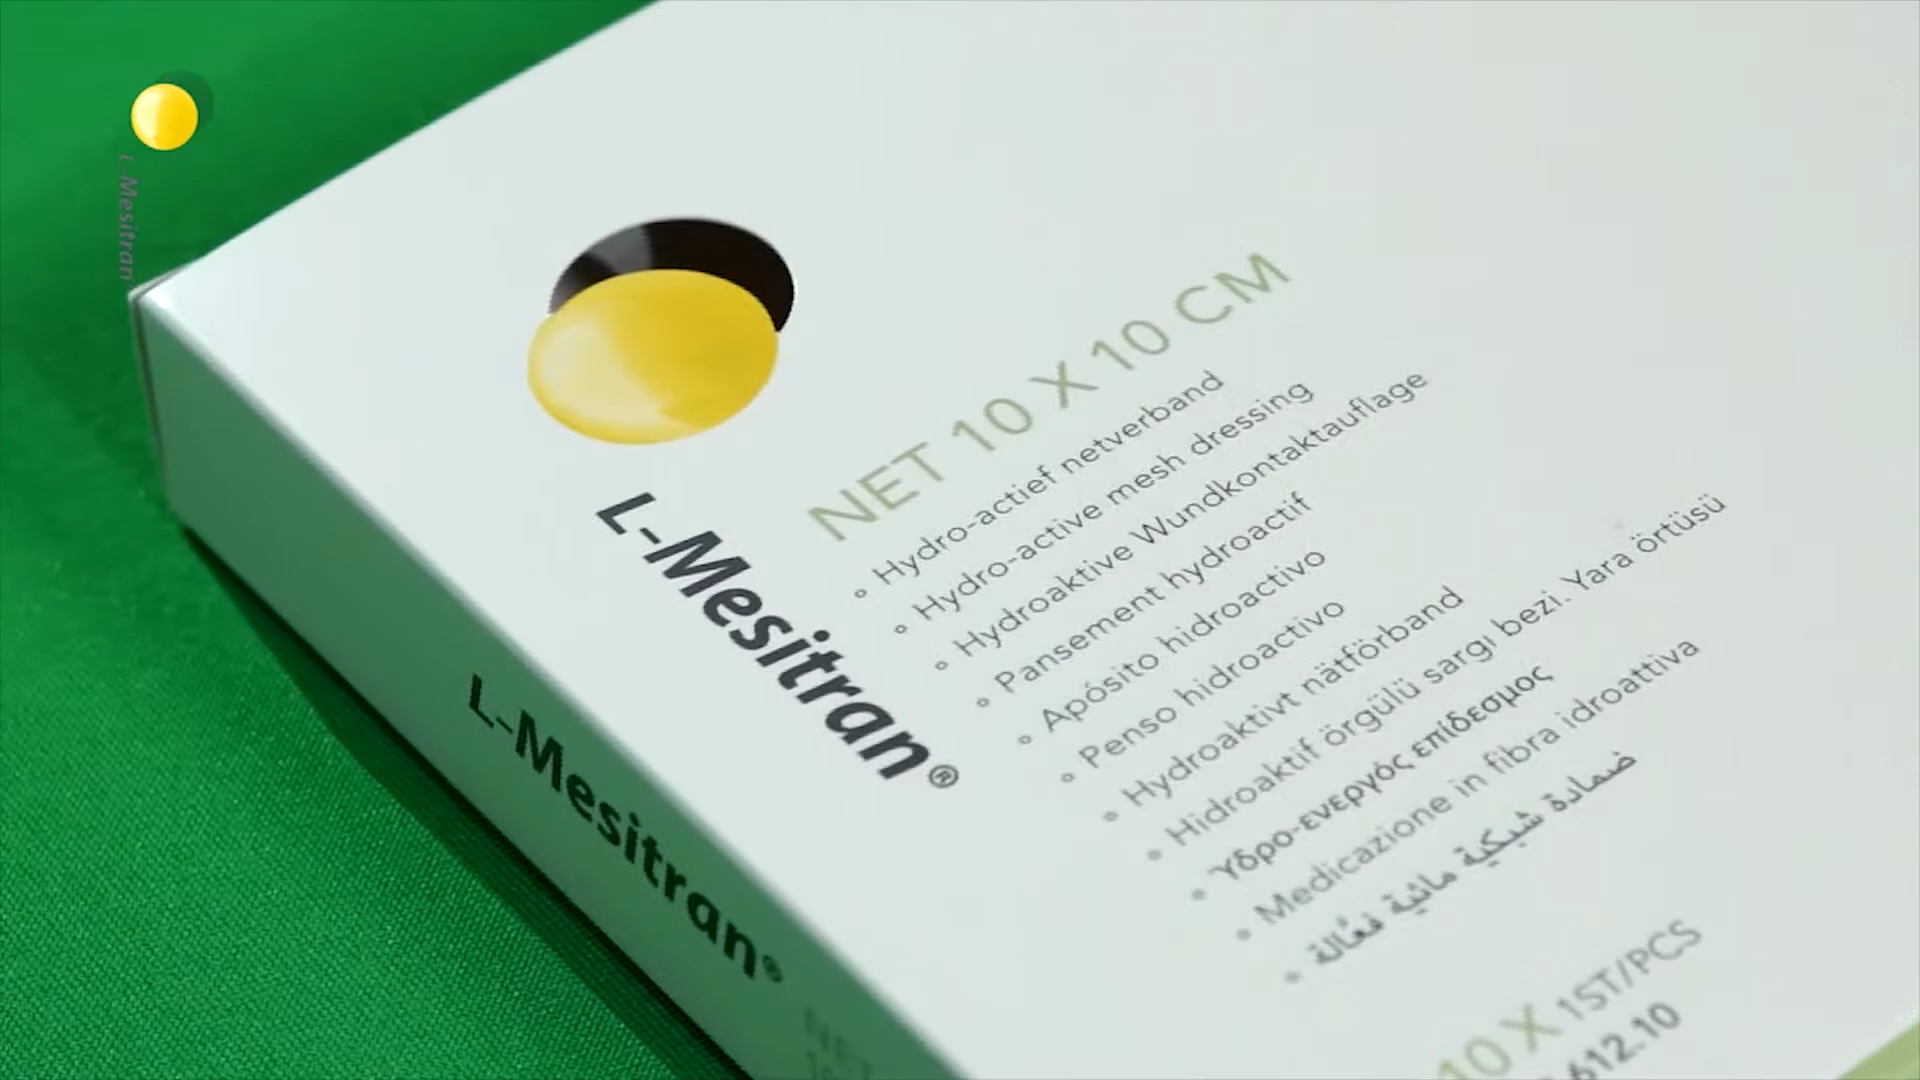 L-Mesitran
L-Mesitran®
NET 10 X 10 CM
◦ Hydro-actief netverband
◦ Hydro-active mesh dressing
◦ Hydroaktive Wundkontaktauflage
◦ Pansement hydroactif
◦ Apósito hidroactivo
◦ Penso hidroactivo
◦ Hydroaktivt nätförband
◦ Hidroaktif örgülü sargı bezi. Yara örtüsü
◦ Υδρο-ενεργός επίδεσμος
◦ Medicazione in fibra idroattiva
◦ ضمادة شبكية مائية فعّالة
10 X 1ST/PCS
612.10
L-Mesitran®
NET